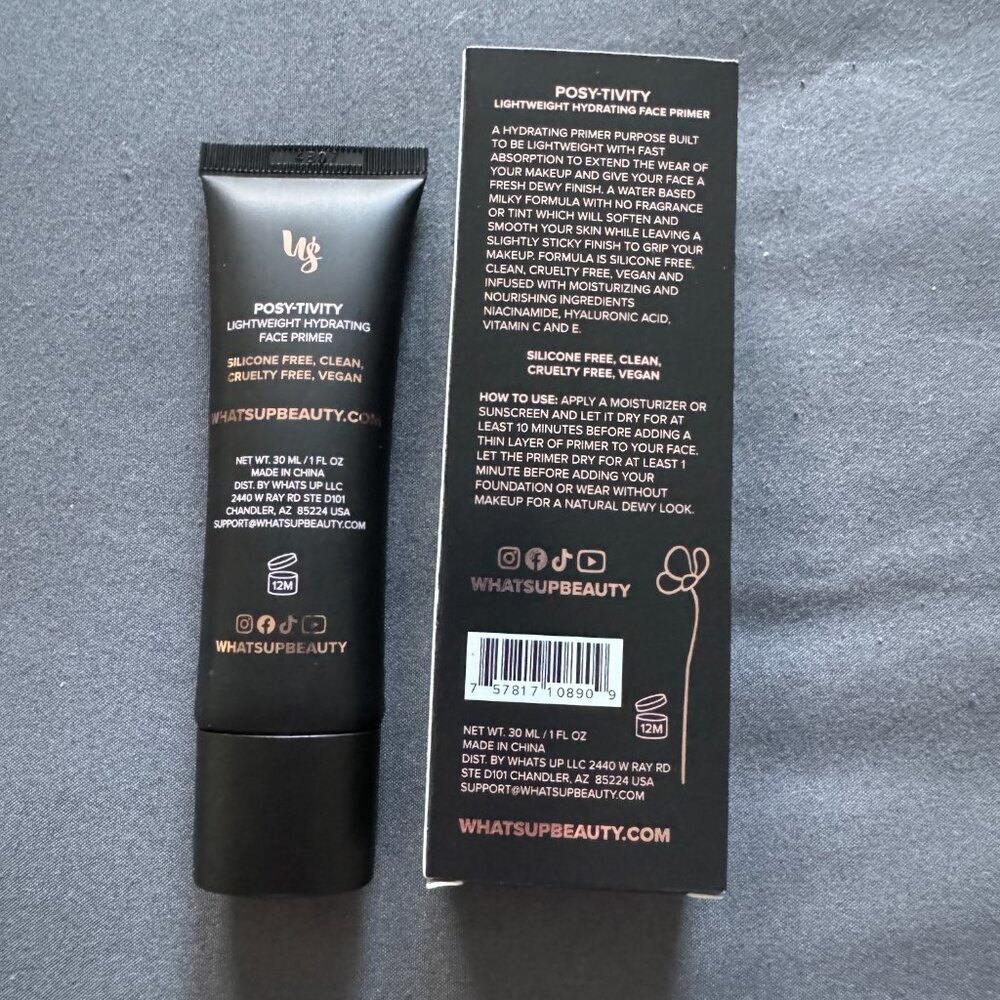 WS
POSY-TIVITY
LIGHTWEIGHT HYDRATING
FACE PRIMER
SILICONE FREE, CLEAN,
CRUELTY FREE, VEGAN
WHATSUPBEAUTY.COM
NET WT. 30 ML / 1 FL OZ
MADE IN CHINA
DIST. BY WHATS UP LLC
2440 W RAY RD STE D101
CHANDLER, AZ 85224 USA
SUPPORT@WHATSUPBEAUTY.COM
12M
WHATSUPBEAUTY
POSY-TIVITY
LIGHTWEIGHT HYDRATING FACE PRIMER
A HYDRATING PRIMER PURPOSE BUILT
TO BE LIGHTWEIGHT WITH FAST
ABSORPTION TO EXTEND THE WEAR OF
YOUR MAKEUP AND GIVE YOUR FACE A
FRESH DEWY FINISH. A WATER BASED
MILKY FORMULA WITH NO FRAGRANCE
OR TINT WHICH WILL SOFTEN AND
SMOOTH YOUR SKIN WHILE LEAVING A
SLIGHTLY STICKY FINISH TO GRIP YOUR
MAKEUP. FORMULA IS SILICONE FREE,
CLEAN, CRUELTY FREE, VEGAN AND
INFUSED WITH MOISTURIZING AND
NOURISHING INGREDIENTS
NIACINAMIDE, HYALURONIC ACID,
VITAMIN C AND E.
SILICONE FREE, CLEAN,
CRUELTY FREE, VEGAN
HOW TO USE: APPLY A MOISTURIZER OR
SUNSCREEN AND LET IT DRY FOR AT
LEAST 10 MINUTES BEFORE ADDING A
THIN LAYER OF PRIMER TO YOUR FACE.
LET THE PRIMER DRY FOR AT LEAST 1
MINUTE BEFORE ADDING YOUR
FOUNDATION OR WEAR WITHOUT
MAKEUP FOR A NATURAL DEWY LOOK.
WHATSUPBEAUTY
7 57817 10890 9
12M
NET WT. 30 ML / 1 FL OZ
MADE IN CHINA
DIST. BY WHATS UP LLC 2440 W RAY RD
STE D101 CHANDLER, AZ 85224 USA
SUPPORT@WHATSUPBEAUTY.COM
WHATSUPBEAUTY.COM